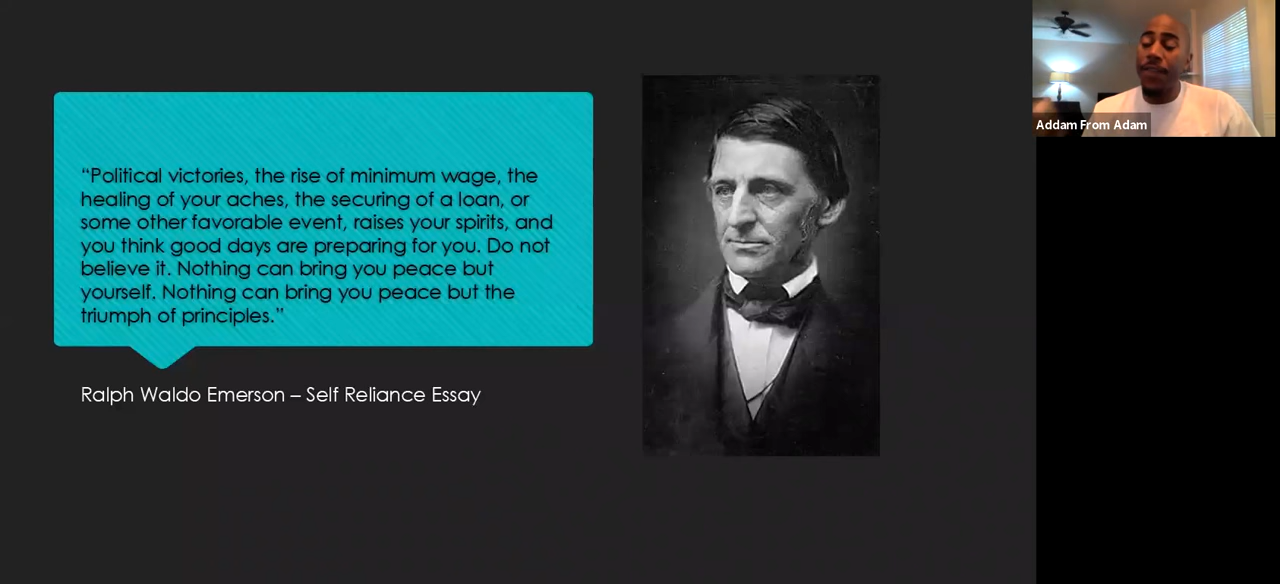 “Political victories, the rise of minimum wage, the
healing of your aches, the securing of a loan, or
some other favorable event, raises your spirits, and
you think good days are preparing for you. Do not
believe it. Nothing can bring you peace but
yourself. Nothing can bring you peace but the
triumph of principles.”
Ralph Waldo Emerson – Self Reliance Essay
Addam From Adam